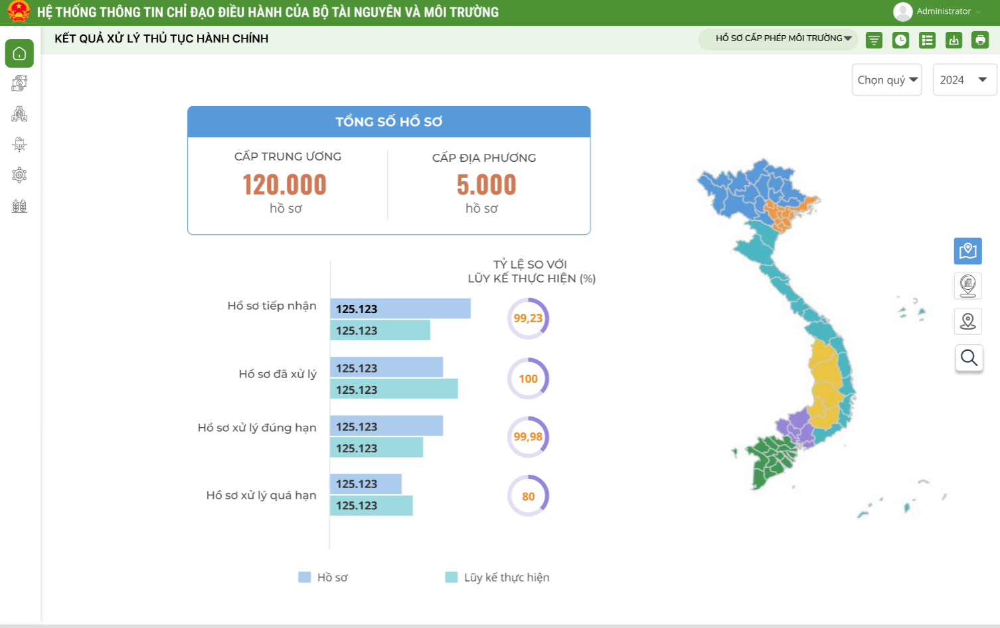 HỆ THỐNG THÔNG TIN CHỈ ĐẠO ĐIỀU HÀNH CỦA BỘ TÀI NGUYÊN VÀ MÔI TRƯỜNG
Administrator
KẾT QUẢ XỬ LÝ THỦ TỤC HÀNH CHÍNH
HỒ SƠ CẤP PHÉP MÔI TRƯỜNG
Chọn quý
2024
TỔNG SỐ HỒ SƠ
CẤP TRUNG ƯƠNG
120.000
hồ sơ
CẤP ĐỊA PHƯƠNG
5.000
hồ sơ
TỶ LỆ SO VỚI
LŨY KẾ THỰC HIỆN (%)
Hồ sơ tiếp nhận
125.123
125.123
99,23
Hồ sơ đã xử lý
125.123
125.123
100
Hồ sơ xử lý đúng hạn
125.123
125.123
99,98
Hồ sơ xử lý quá hạn
125.123
125.123
80
Hồ sơ
Lũy kế thực hiện